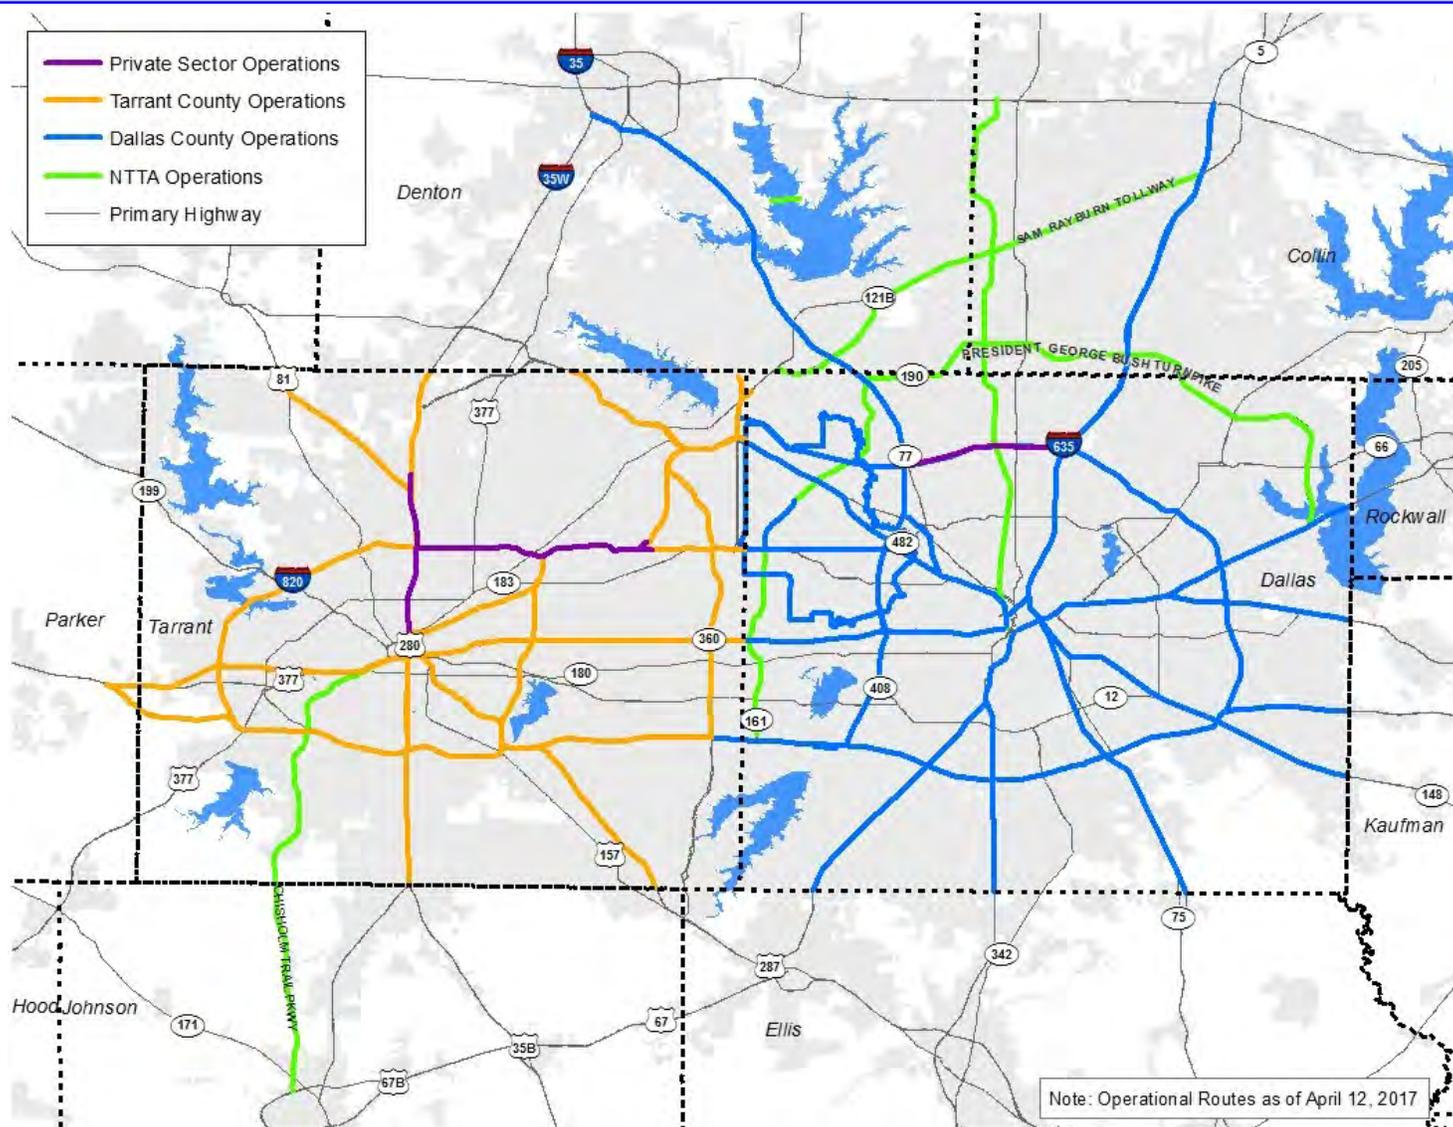 Private Sector Operations
Tarrant County Operations
Dallas County Operations
NTTA Operations
Primary Highway
35
5
35W
Denton
SAM RAYBURN TOLLWAY
Collin
121B
PRESIDENT GEORGE BUSH TURNPIKE
190
205
81
377
77
635
66
199
Rockwall
482
820
183
Dallas
Parker
Tarrant
280
360
377
180
408
12
161
377
148
Kaufman
157
CHISHOLM TRAIL PKWY
75
342
287
Hood
Johnson
171
67
Ellis
35B
67B
Note: Operational Routes as of April 12, 2017